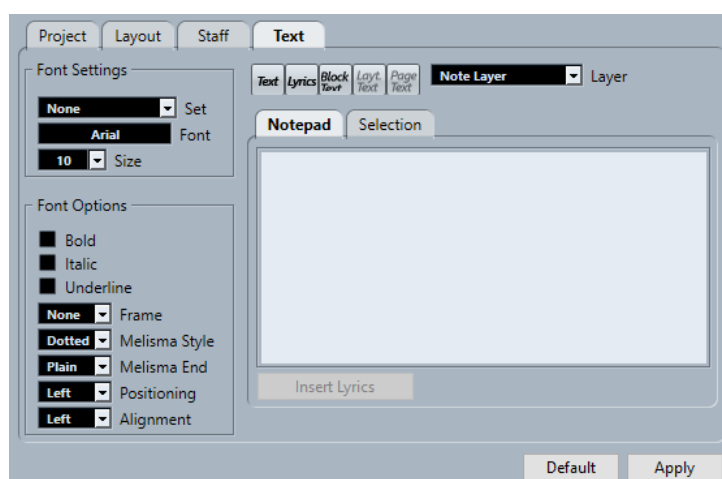 Project Layout Staff Text
Font Settings
None Set
Arial Font
10 Size
Font Options
Bold
Italic
Underline
None Frame
Dotted Melisma Style
Plain Melisma End
Left Positioning
Left Alignment
Text Lyrics Block Text Layt. Text Page Text Note Layer Layer
Notepad Selection
Insert Lyrics
Default Apply